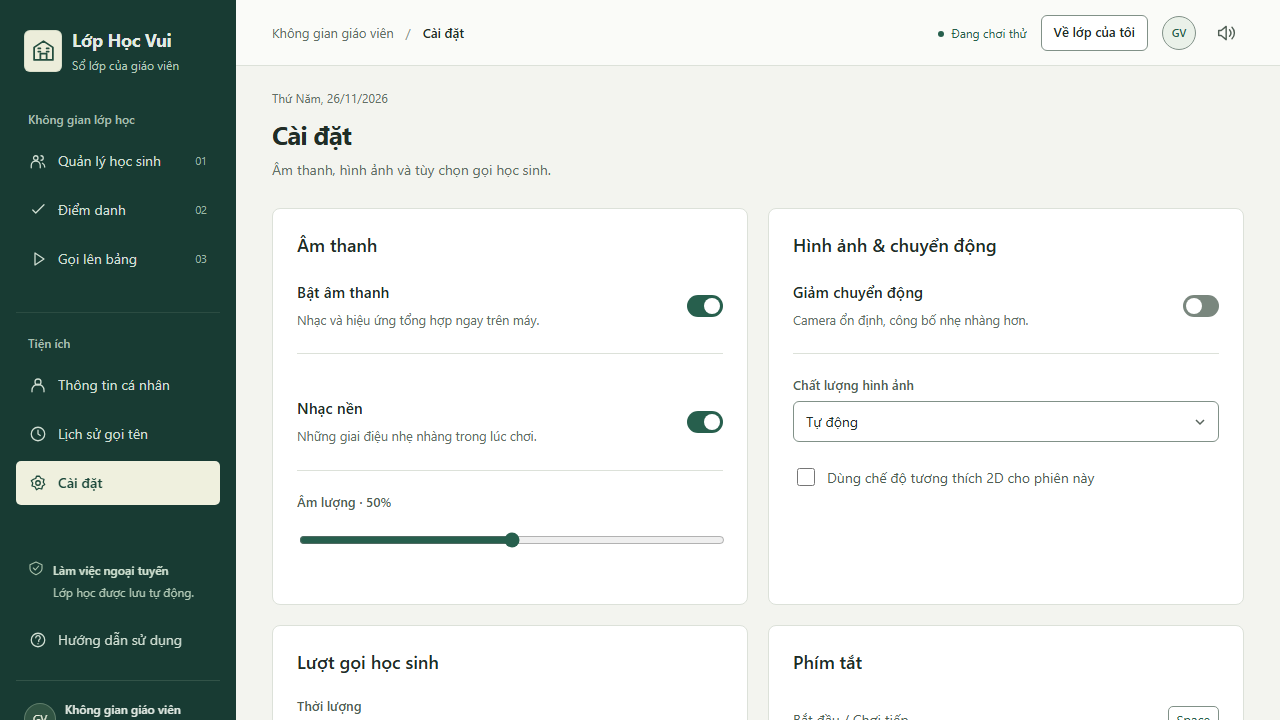 Lớp Học Vui
Sổ lớp của giáo viên
Không gian lớp học
Quản lý học sinh 01
Điểm danh 02
Gọi lên bảng 03
Tiện ích
Thông tin cá nhân
Lịch sử gọi tên
Cài đặt
Làm việc ngoại tuyến
Lớp học được lưu tự động.
Hướng dẫn sử dụng
GV Không gian giáo viên
Không gian giáo viên / Cài đặt
Đang chơi thử
Về lớp của tôi
GV
Thứ Năm, 26/11/2026
Cài đặt
Âm thanh, hình ảnh và tùy chọn gọi học sinh.
Âm thanh
Bật âm thanh
Nhạc và hiệu ứng tổng hợp ngay trên máy.
Nhạc nền
Những giai điệu nhẹ nhàng trong lúc chơi.
Âm lượng · 50%
Hình ảnh & chuyển động
Giảm chuyển động
Camera ổn định, công bố nhẹ nhàng hơn.
Chất lượng hình ảnh
Tự động
Dùng chế độ tương thích 2D cho phiên này
Lượt gọi học sinh
Thời lượng
Phím tắt
Bắt đầu / Chơi tiếp Space